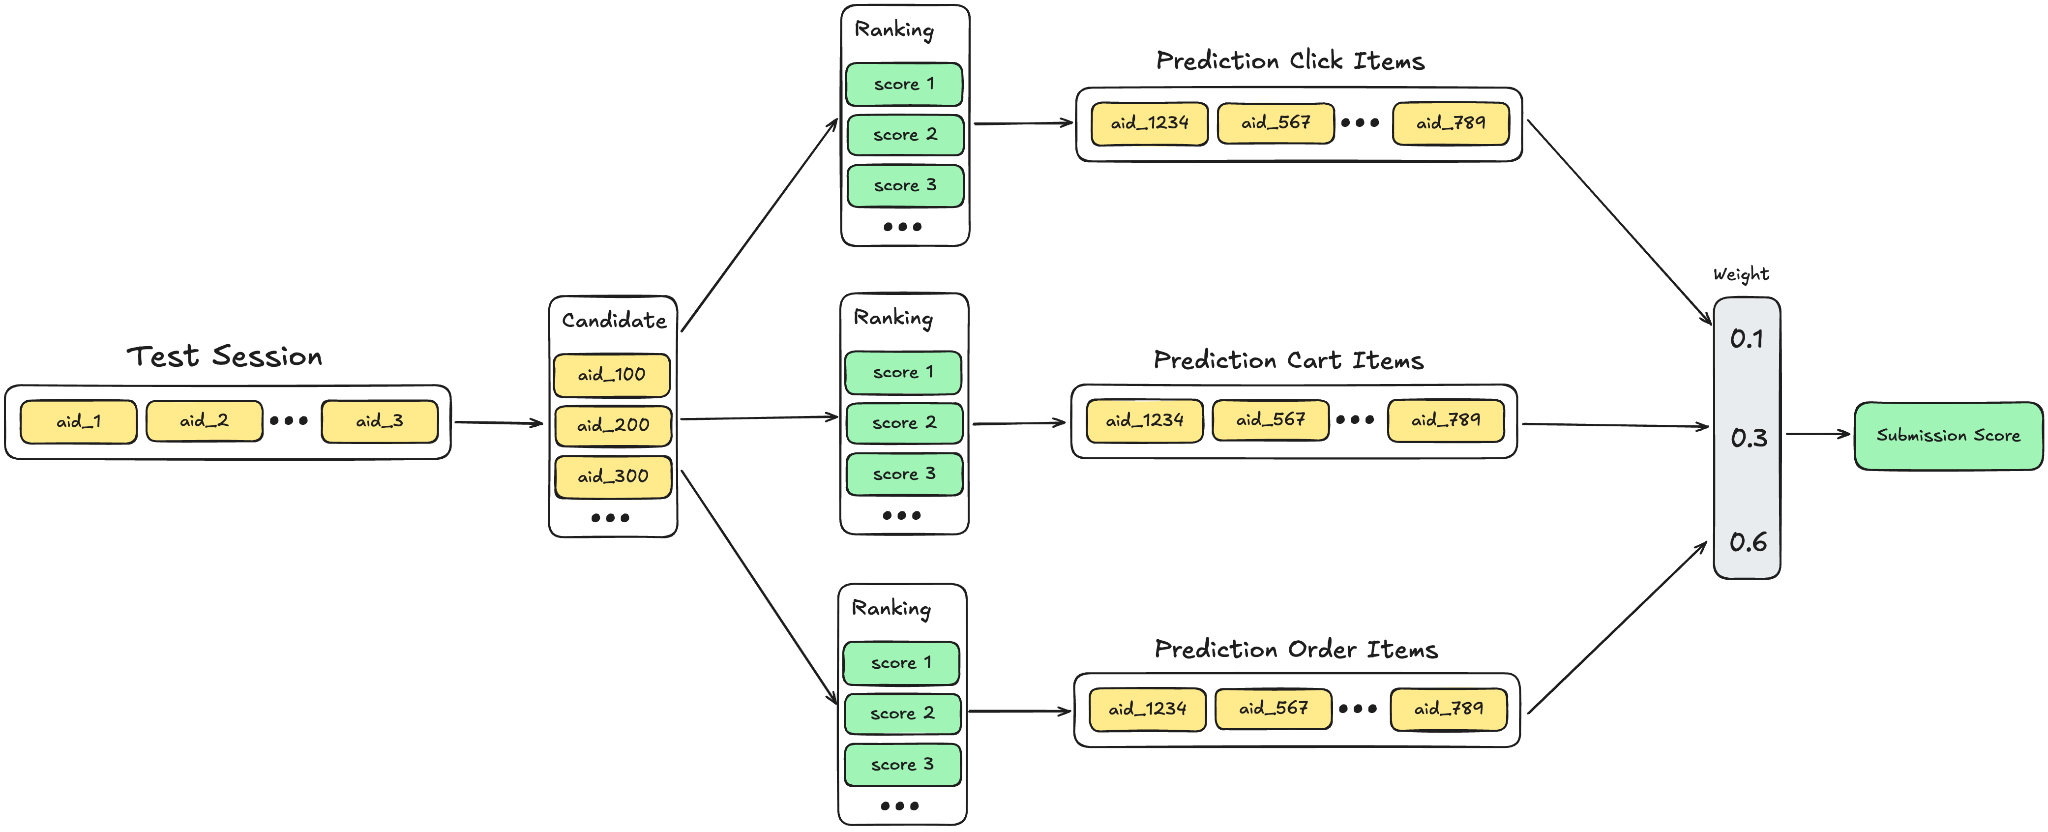 Test Session
aid_1
aid_2
aid_3
Candidate
aid_100
aid_200
aid_300
Ranking
score 1
score 2
score 3
Prediction Click Items
aid_1234
aid_567
aid_789
Ranking
score 1
score 2
score 3
Prediction Cart Items
aid_1234
aid_567
aid_789
Ranking
score 1
score 2
score 3
Prediction Order Items
aid_1234
aid_567
aid_789
Weight
0.1
0.3
0.6
Submission Score